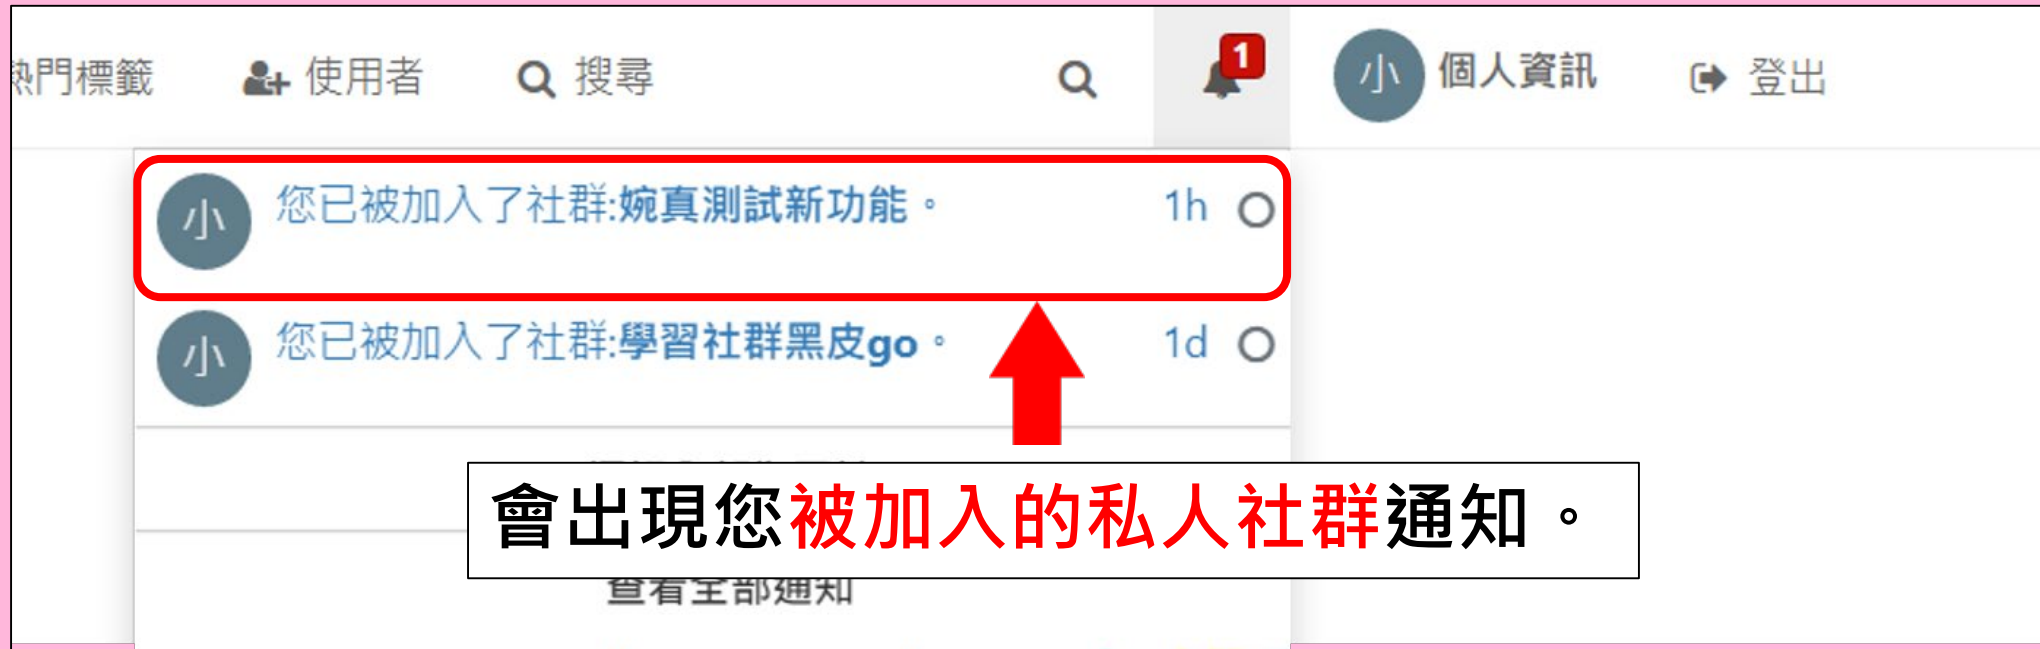 熱門標籤 使用者 搜尋 1 小 個人資訊 登出
小 您已被加入了社群:婉真測試新功能。 1h
小 您已被加入了社群:學習社群黑皮go。 1d
會出現您被加入的私人社群通知。
查看全部通知